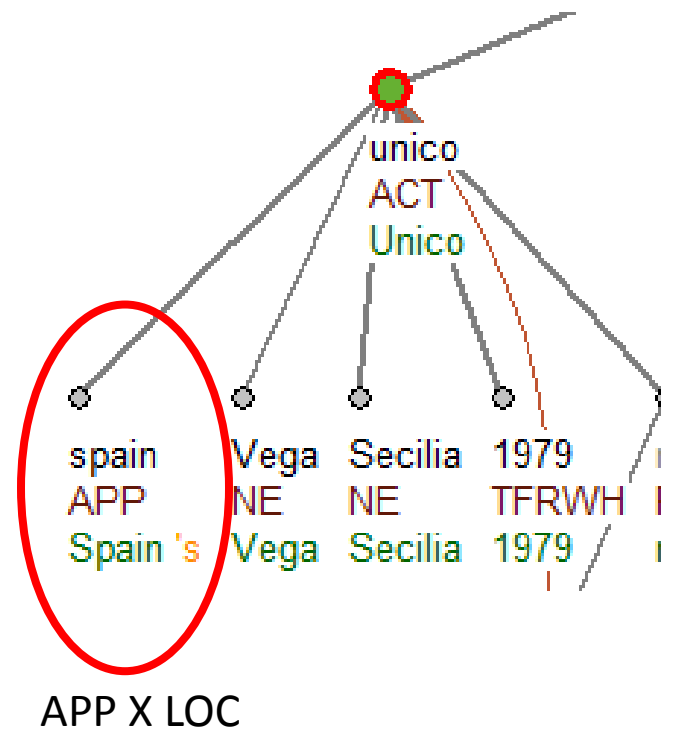 unico
ACT
Unico
spain Vega Secilia 1979
APP NE NE TFRWH
Spain 's Vega Secilia 1979
APP X LOC